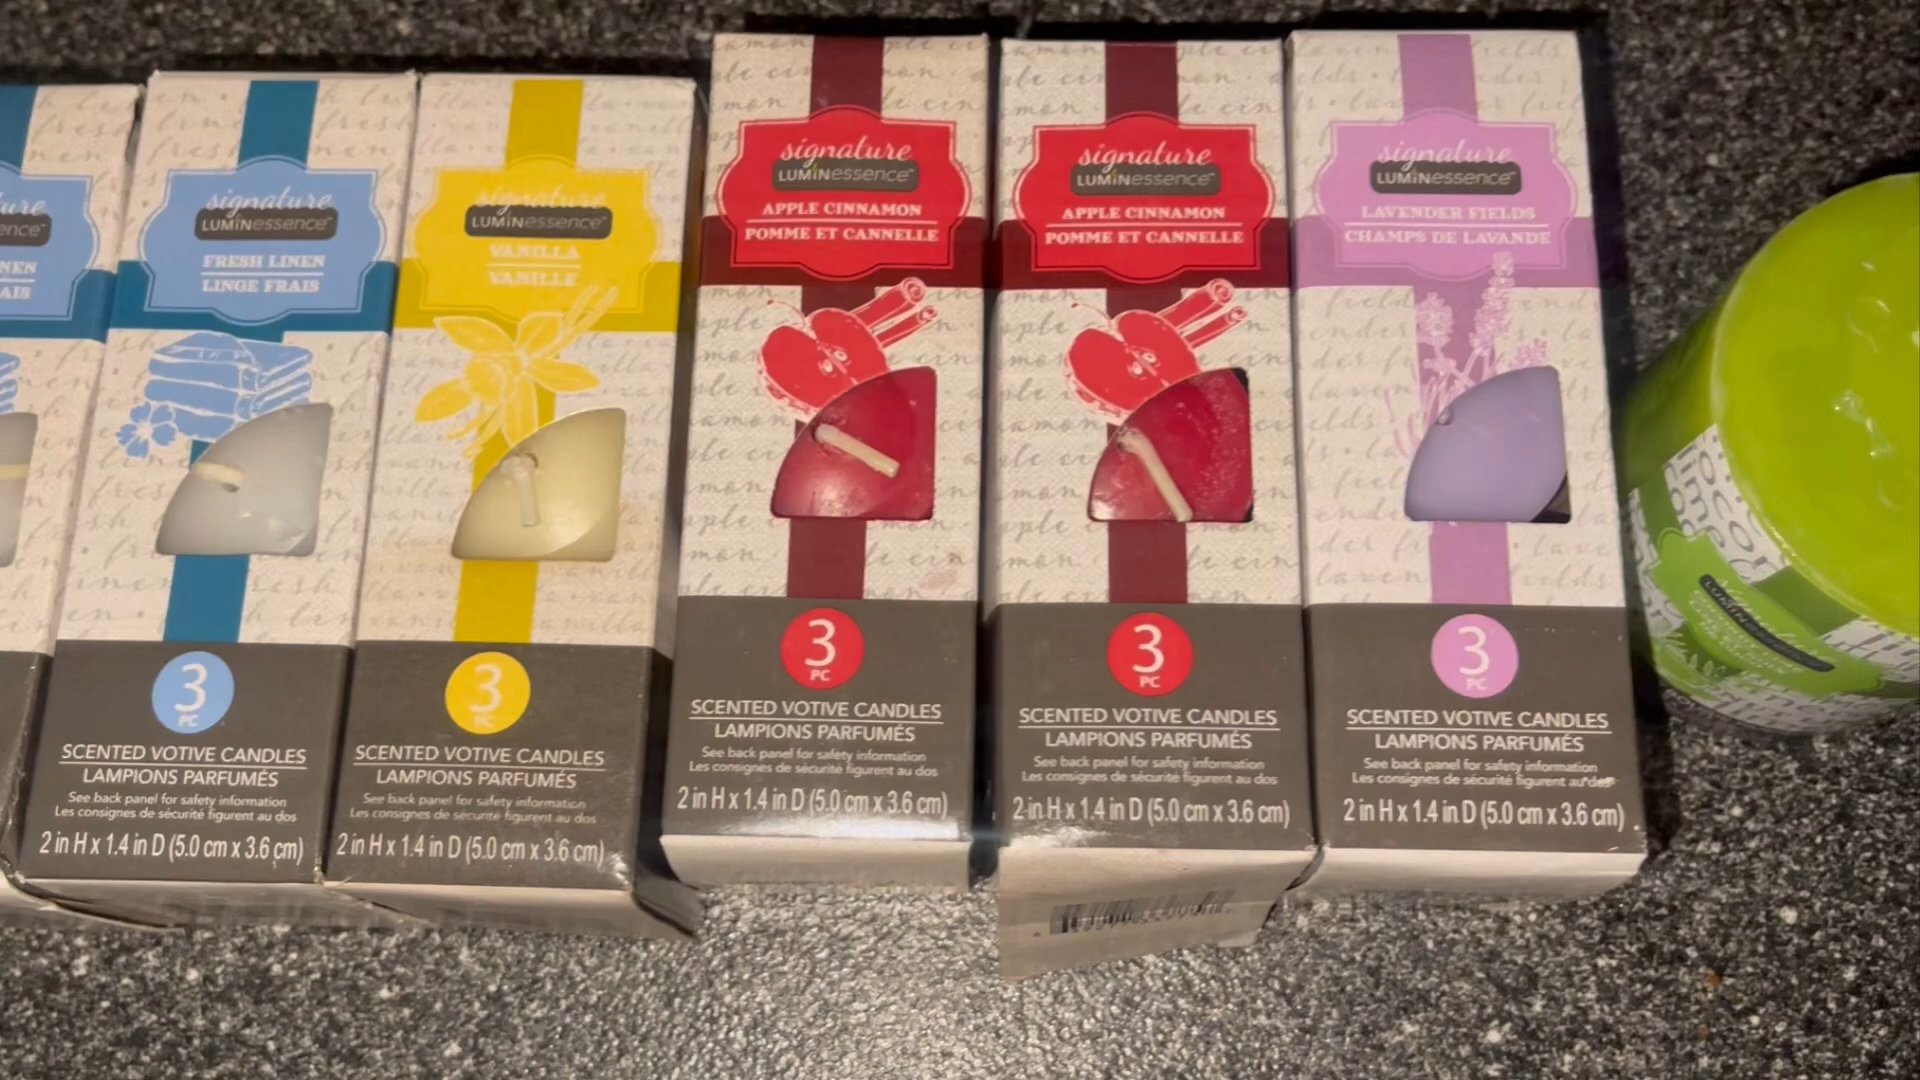 NEN
AIS
signature
LUMINessence™
FRESH LINEN
LINGE FRAIS
3
PC
SCENTED VOTIVE CANDLES
LAMPIONS PARFUMÉS
See back panel for safety information
Les consignes de sécurité figurent au dos
2 in H x 1.4 in D (5.0 cm x 3.6 cm)
signature
LUMINessence™
VANILLA
VANILLE
3
PC
SCENTED VOTIVE CANDLES
LAMPIONS PARFUMÉS
See back panel for safety information
Les consignes de sécurité figurent au dos
2 in H x 1.4 in D (5.0 cm x 3.6 cm)
signature
LUMINessence™
APPLE CINNAMON
POMME ET CANNELLE
3
PC
SCENTED VOTIVE CANDLES
LAMPIONS PARFUMÉS
See back panel for safety information
Les consignes de sécurité figurent au dos
2 in H x 1.4 in D (5.0 cm x 3.6 cm)
signature
LUMINessence™
APPLE CINNAMON
POMME ET CANNELLE
3
PC
SCENTED VOTIVE CANDLES
LAMPIONS PARFUMÉS
See back panel for safety information
Les consignes de sécurité figurent au dos
2 in H x 1.4 in D (5.0 cm x 3.6 cm)
signature
LUMINessence™
LAVENDER FIELDS
CHAMPS DE LAVANDE
3
PC
SCENTED VOTIVE CANDLES
LAMPIONS PARFUMÉS
See back panel for safety information
Les consignes de sécurité figurent au dos
2 in H x 1.4 in D (5.0 cm x 3.6 cm)